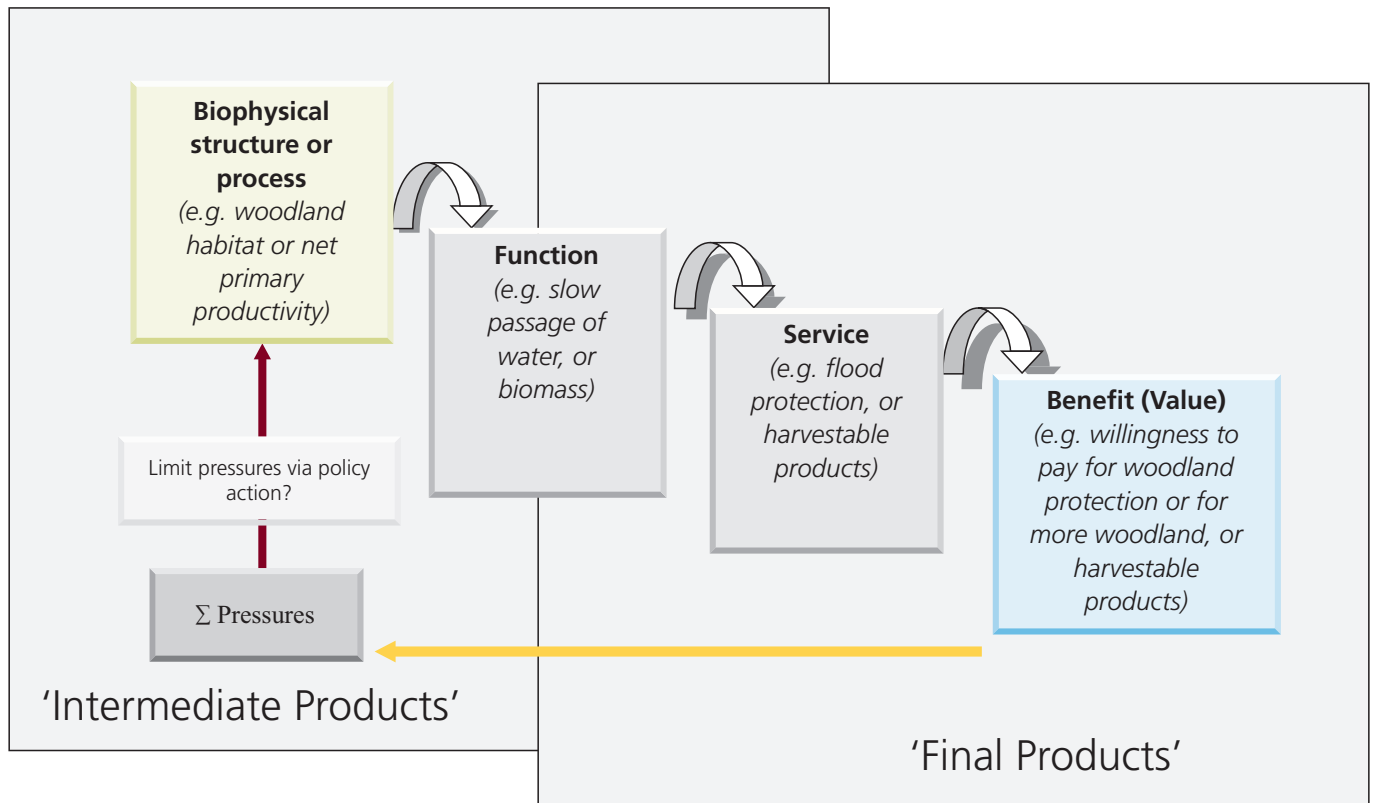 Biophysical
structure or
process
(e.g. woodland
habitat or net
primary
productivity)
Function
(e.g. slow
passage of
water, or
biomass)
Service
(e.g. flood
protection, or
harvestable
products)
Benefit (Value)
(e.g. willingness to
pay for woodland
protection or for
more woodland, or
harvestable
products)
Limit pressures via policy
action?
∑ Pressures
‘Intermediate Products’
‘Final Products’